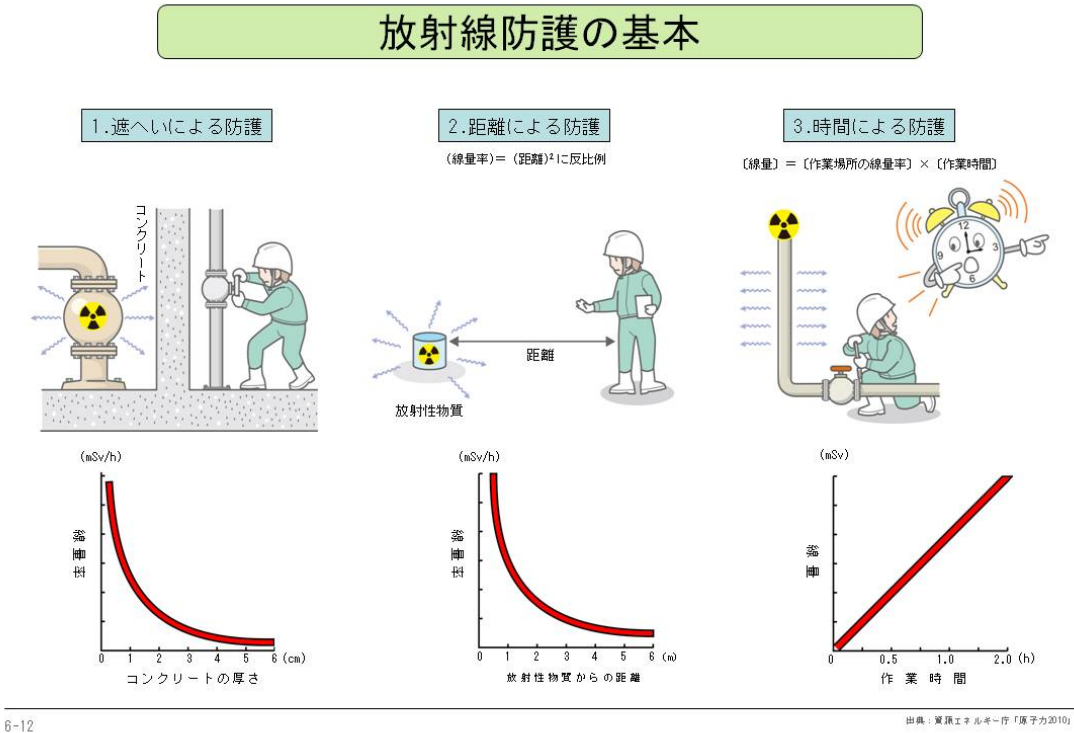 放射線防護の基本
1.遮へいによる防護
2.距離による防護
(線量率)＝(距離)²に反比例
3.時間による防護
〔線量〕＝〔作業場所の線量率〕×〔作業時間〕
コンクリート
距離
放射性物質
12
3
6
9
(mSv/h)
線量率
0 1 2 3 4 5 6 (cm)
コンクリートの厚さ
(mSv/h)
線量率
0 1 2 3 4 5 6 (m)
放射性物質からの距離
(mSv)
線量
0 0.5 1.0 2.0 (h)
作業時間
6-12
出典：資源エネルギー庁「原子力2010」